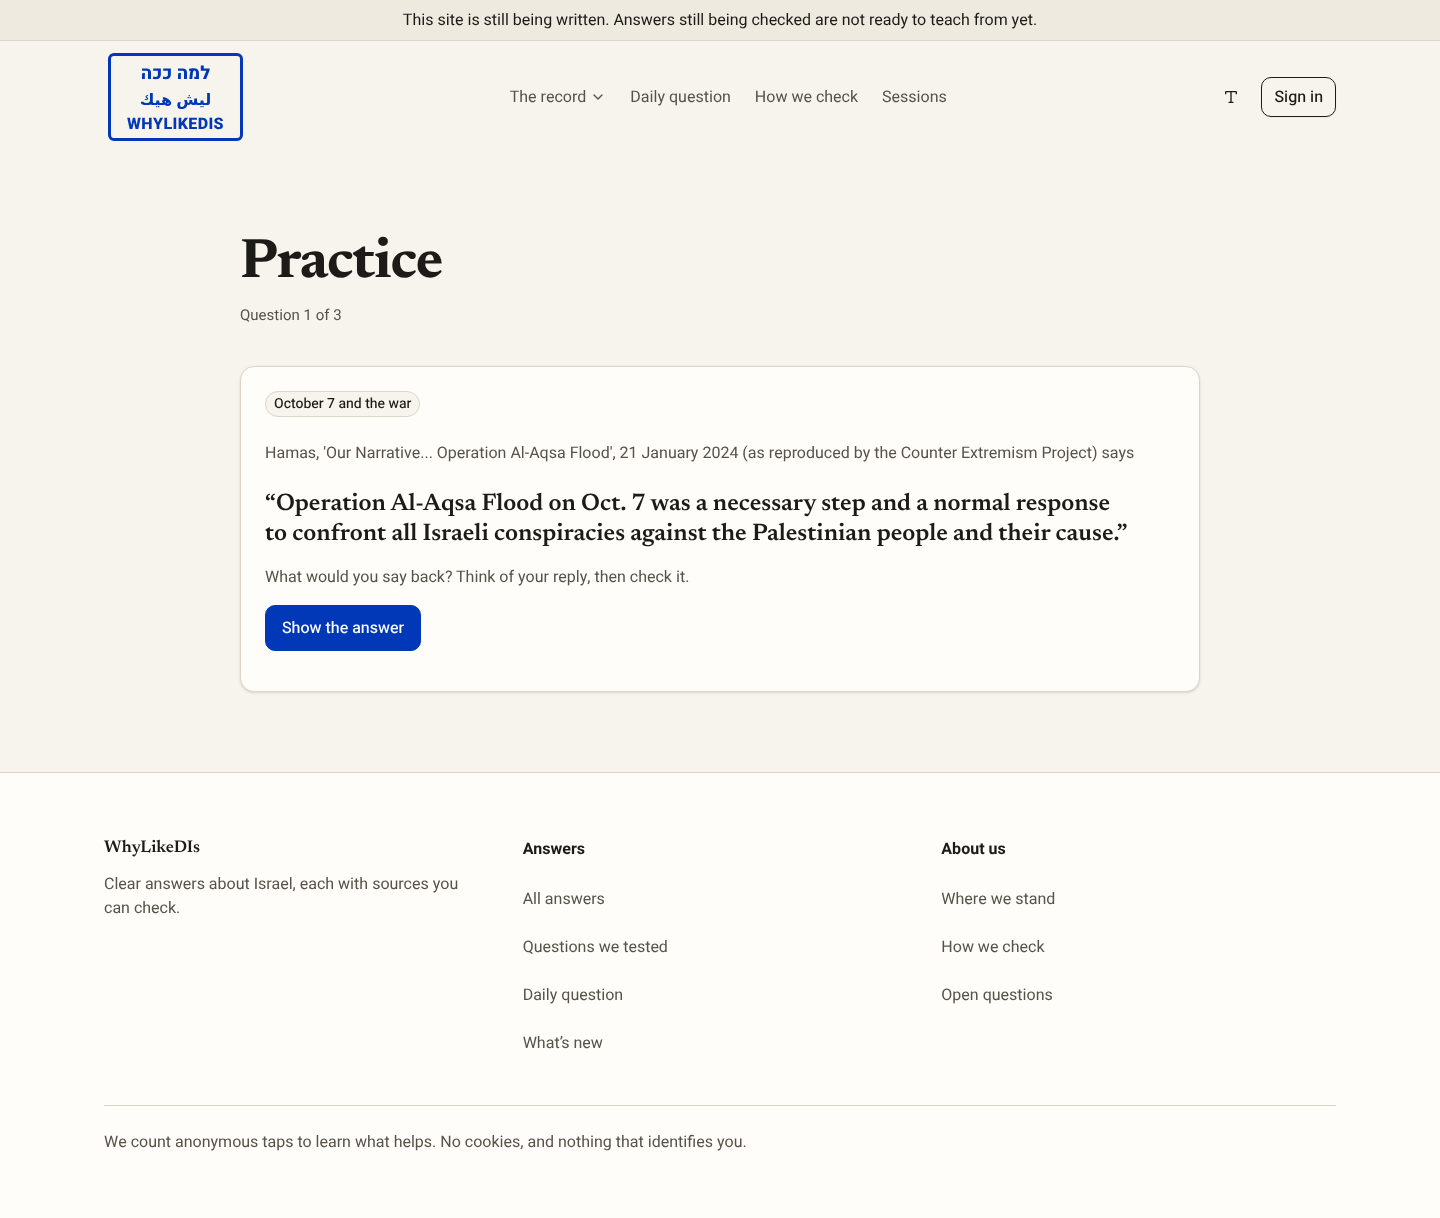 This site is still being written. Answers still being checked are not ready to teach from yet.
למה ככה
ليش هيك
WHYLIKEDIS
The record
Daily question
How we check
Sessions
T
Sign in
Practice
Question 1 of 3
October 7 and the war
Hamas, 'Our Narrative... Operation Al-Aqsa Flood', 21 January 2024 (as reproduced by the Counter Extremism Project) says
“Operation Al-Aqsa Flood on Oct. 7 was a necessary step and a normal response
to confront all Israeli conspiracies against the Palestinian people and their cause.”
What would you say back? Think of your reply, then check it.
Show the answer
WhyLikeDIs
Clear answers about Israel, each with sources you
can check.
Answers
All answers
Questions we tested
Daily question
What’s new
About us
Where we stand
How we check
Open questions
We count anonymous taps to learn what helps. No cookies, and nothing that identifies you.